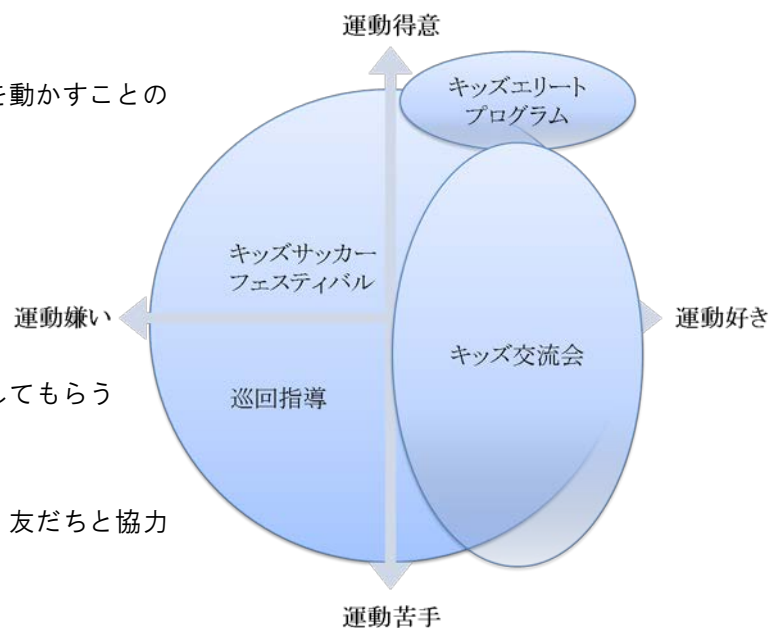 運動得意
を動かすことの
キッズエリート
プログラム
キッズサッカー
フェスティバル
運動嫌い
運動好き
キッズ交流会
してもらう
巡回指導
友だちと協力
運動苦手